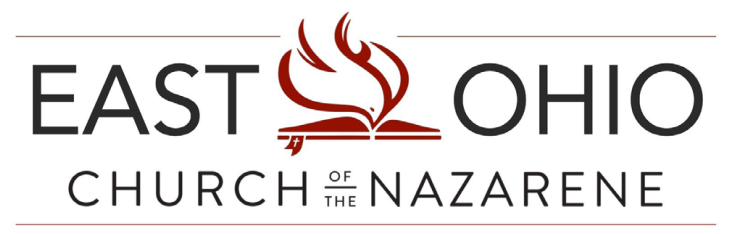 EAST OHIO
CHURCH OF THE NAZARENE